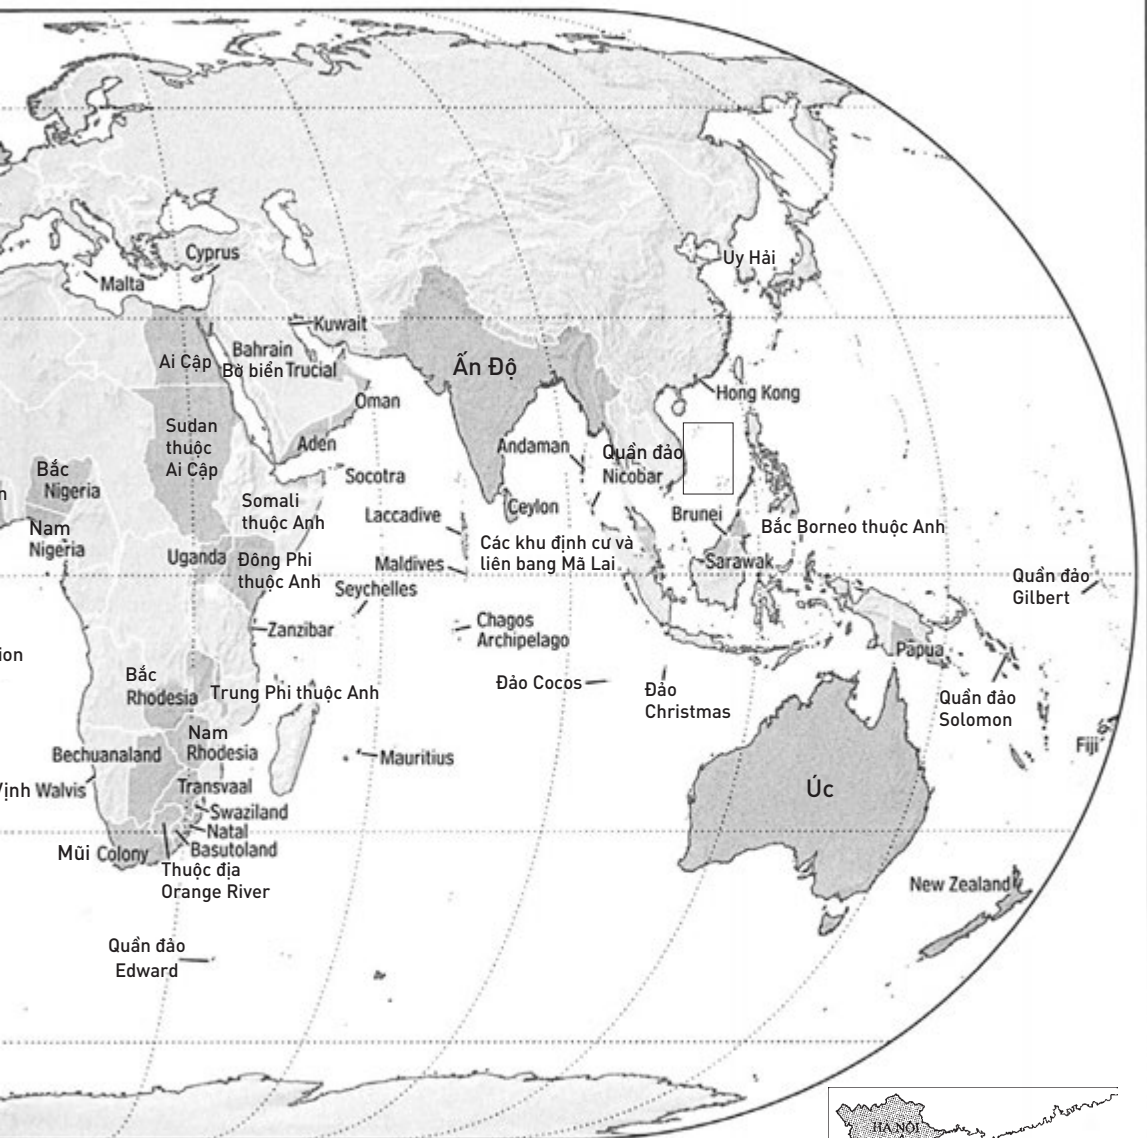 Uy Hải
Cyprus
Malta
Kuwait
Ai Cập
Bahrain
Bờ biển Trucial
Ấn Độ
Hong Kong
Oman
Sudan
thuộc
Ai Cập
Aden
Andaman
Quần đảo
Nicobar
Bắc
Nigeria
Socotra
Somali
thuộc Anh
Ceylon
Laccadive
Brunei
Bắc Borneo thuộc Anh
Nam
Nigeria
Uganda
Đông Phi
thuộc Anh
Các khu định cư và
liên bang Mã Lai
Sarawak
Maldives
Seychelles
Quần đảo
Gilbert
Zanzibar
Chagos
Archipelago
Papua
ion
Bắc
Rhodesia
Trung Phi thuộc Anh
Đảo Cocos
Đảo
Christmas
Quần đảo
Solomon
Nam
Rhodesia
Fiji
Bechuanaland
Mauritius
Vịnh Walvis
Transvaal
Úc
Swaziland
Natal
Basutoland
Mũi Colony
Thuộc địa
Orange River
New Zealand
Quần đảo
Edward
HÀ NỘI